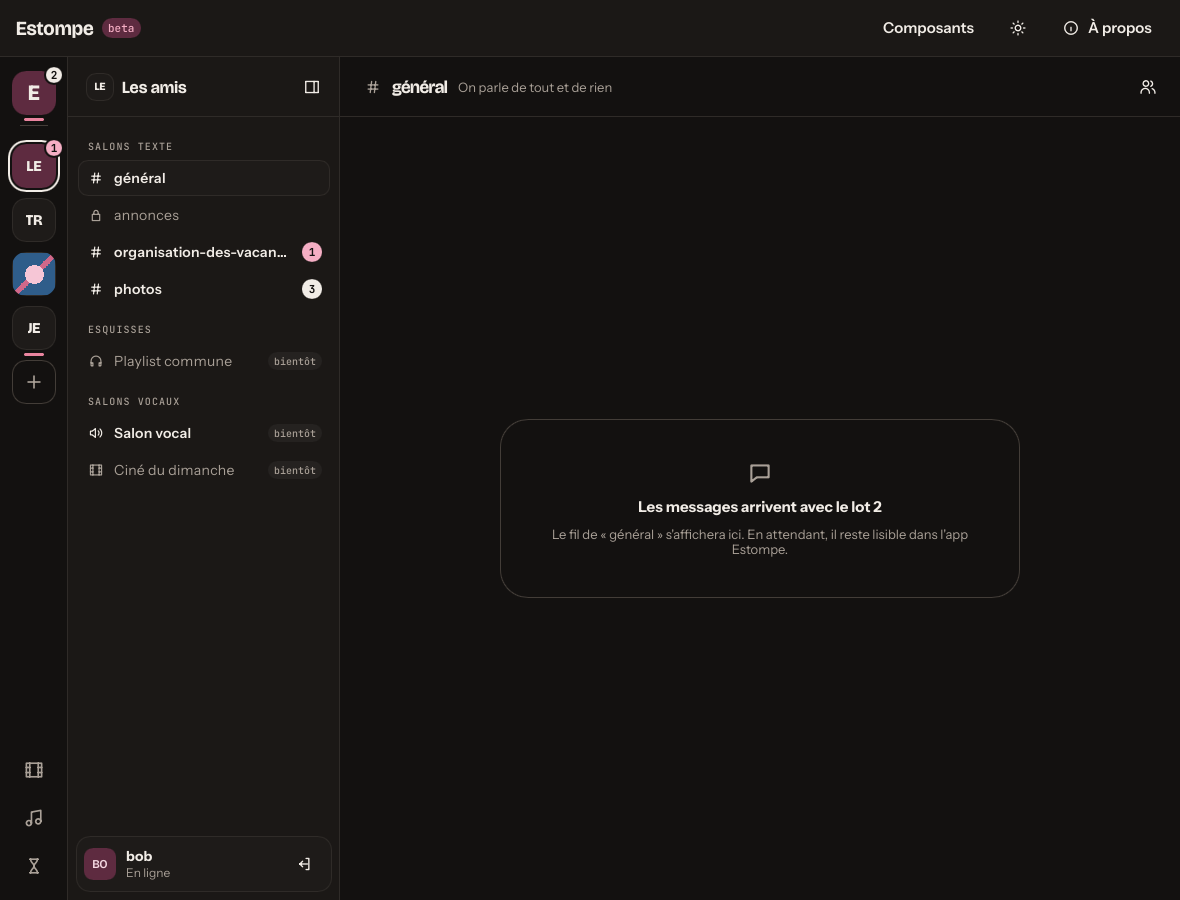 Estompe beta
Composants
À propos
E 2
LE 1
TR
JE
LE Les amis
SALONS TEXTE
# général
annonces
# organisation-des-vacan... 1
# photos 3
ESQUISSES
Playlist commune bientôt
SALONS VOCAUX
Salon vocal bientôt
Ciné du dimanche bientôt
BO bob
En ligne
# général On parle de tout et de rien
Les messages arrivent avec le lot 2
Le fil de « général » s'affichera ici. En attendant, il reste lisible dans l'app
Estompe.